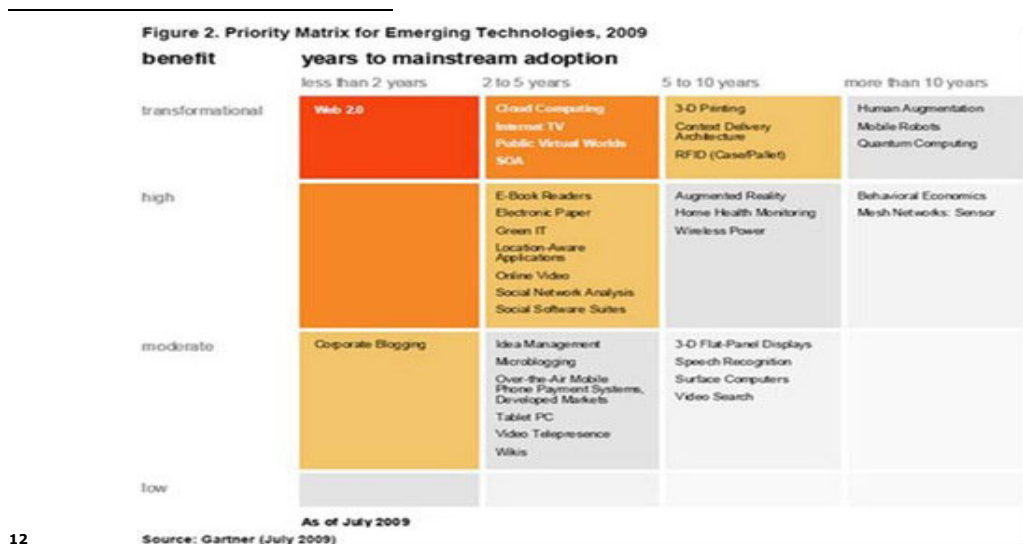 Figure 2. Priority Matrix for Emerging Technologies, 2009
benefit years to mainstream adoption
less than 2 years 2 to 5 years 5 to 10 years more than 10 years
transformational
Web 2.0
Cloud Computing
Internet TV
Public Virtual Worlds
SOA
3-D Printing
Context Delivery
Architecture
RFID (Case/Pallet)
Human Augmentation
Mobile Robots
Quantum Computing
high
E-Book Readers
Electronic Paper
Green IT
Location-Aware
Applications
Online Video
Social Network Analysis
Social Software Suites
Augmented Reality
Home Health Monitoring
Wireless Power
Behavioral Economics
Mesh Networks: Sensor
moderate
Corporate Blogging
Idea Management
Microblogging
Over-the-Air Mobile
Phone Payment Systems,
Developed Markets
Tablet PC
Video Telepresence
Wikis
3-D Flat-Panel Displays
Speech Recognition
Surface Computers
Video Search
low
As of July 2009
12
Source: Gartner (July 2009)